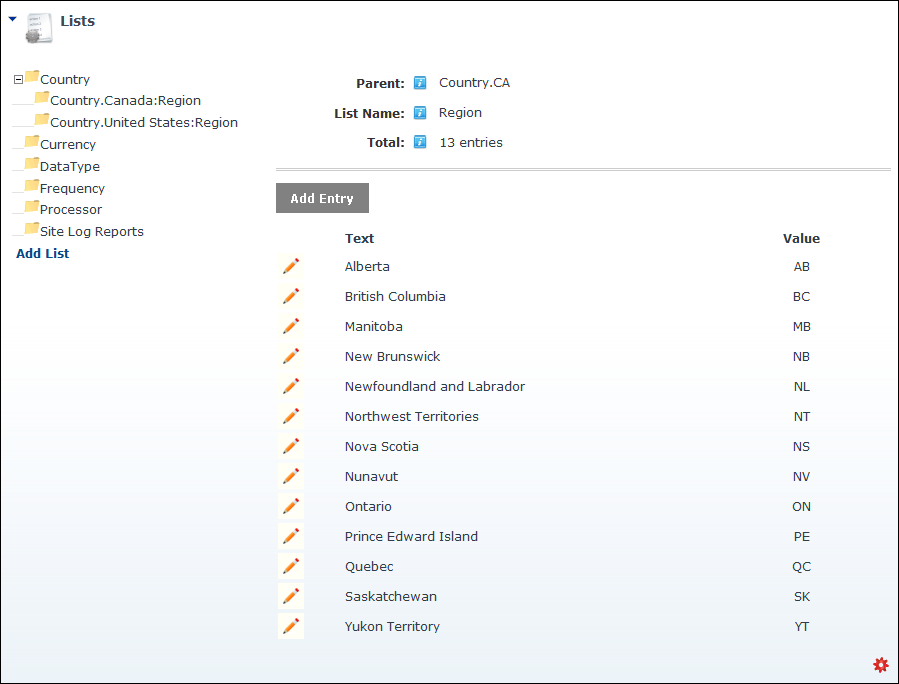 Lists
Country
Country.Canada:Region
Country.United States:Region
Currency
DataType
Frequency
Processor
Site Log Reports
Add List
Parent: Country.CA
List Name: Region
Total: 13 entries
Add Entry
Text Value
Alberta AB
British Columbia BC
Manitoba MB
New Brunswick NB
Newfoundland and Labrador NL
Northwest Territories NT
Nova Scotia NS
Nunavut NV
Ontario ON
Prince Edward Island PE
Quebec QC
Saskatchewan SK
Yukon Territory YT